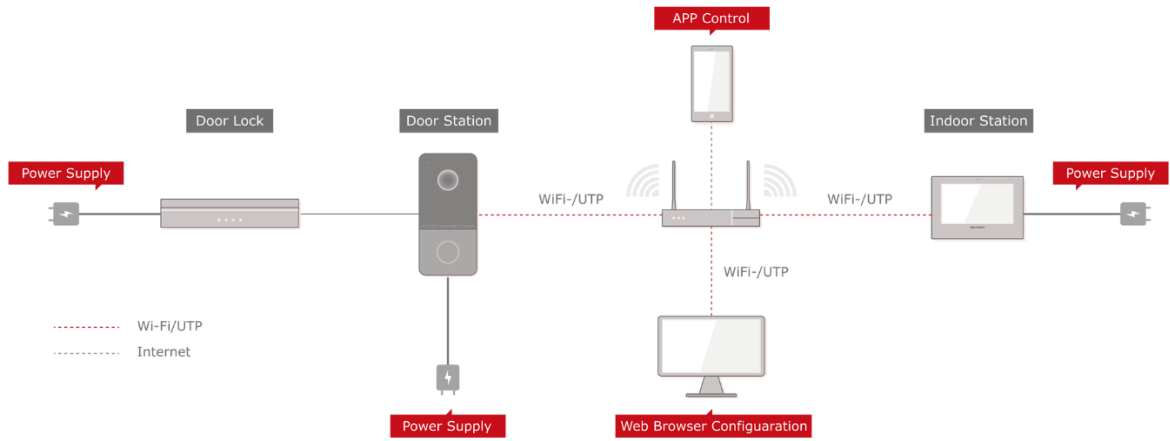 APP Control
Door Lock
Door Station
Indoor Station
Power Supply
Power Supply
WiFi-/UTP
WiFi-/UTP
WiFi-/UTP
Wi-Fi/UTP
Internet
Power Supply
Web Browser Configuaration